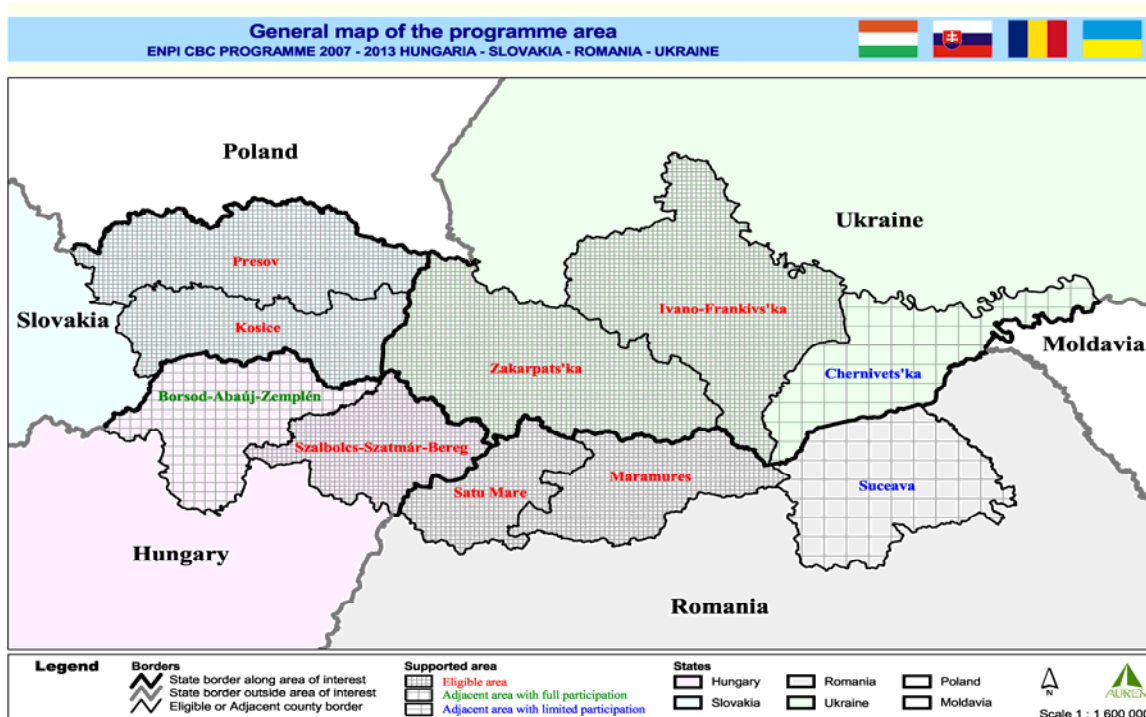 General map of the programme area
ENPI CBC PROGRAMME 2007 - 2013 HUNGARIA - SLOVAKIA - ROMANIA - UKRAINE
Poland
Ukraine
Presov
Ivano-Frankivs'ka
Slovakia
Kosice
Moldavia
Zakarpats'ka
Chernivets'ka
Borsod-Abaúj-Zemplén
Szalbolcs-Szatmár-Bereg
Maramures
Satu Mare
Suceava
Hungary
Romania
Legend
Borders
State border along area of interest
State border outside area of interest
Eligible or Adjacent county border
Supported area
Eligible area
Adjacent area with full participation
Adjacent area with limited participation
States
Hungary
Romania
Poland
Slovakia
Ukraine
Moldavia
N
AUREX
Scale 1 : 1 600 000